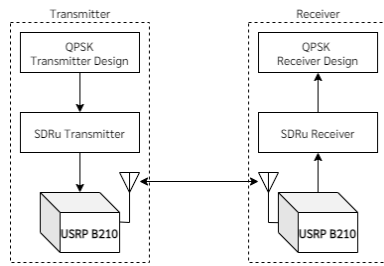 Transmitter
QPSK
Transmitter Design
SDRu Transmitter
USRP B210
Receiver
QPSK
Receiver Design
SDRu Receiver
USRP B210